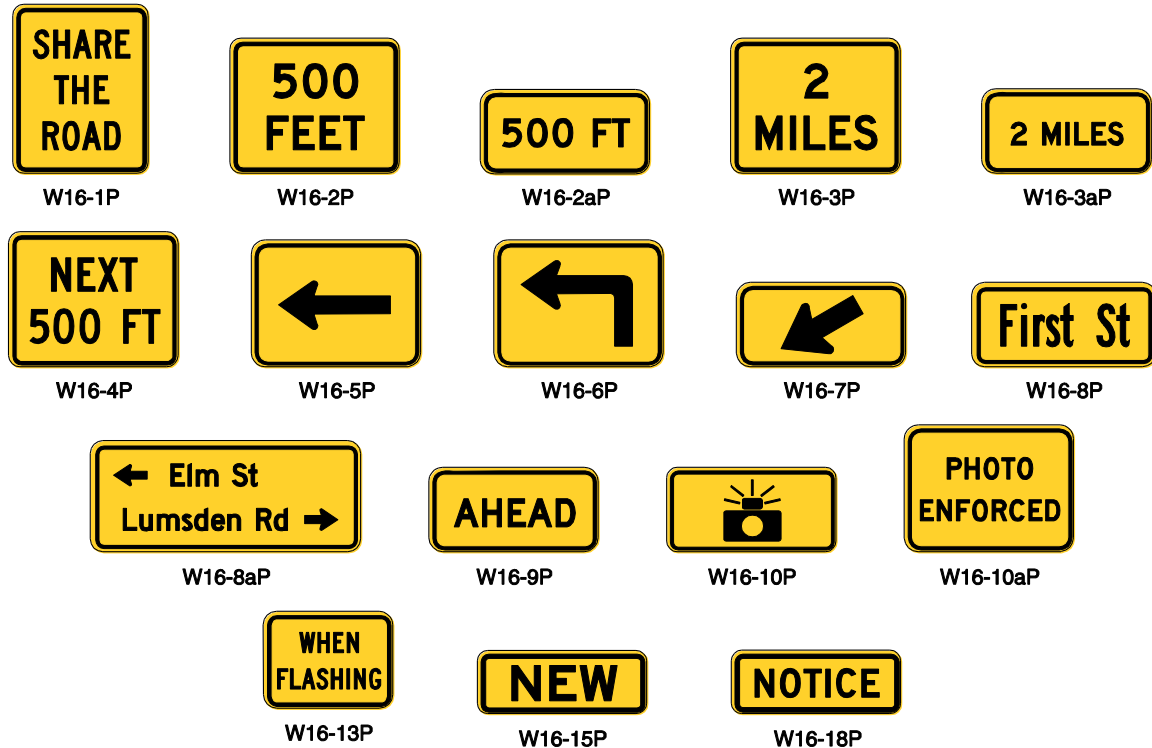 SHARE
THE
ROAD
W16-1P
500
FEET
W16-2P
500 FT
W16-2aP
2
MILES
W16-3P
2 MILES
W16-3aP
NEXT
500 FT
W16-4P
W16-5P
W16-6P
W16-7P
First St
W16-8P
Elm St
Lumsden Rd
W16-8aP
AHEAD
W16-9P
W16-10P
PHOTO
ENFORCED
W16-10aP
WHEN
FLASHING
W16-13P
NEW
W16-15P
NOTICE
W16-18P